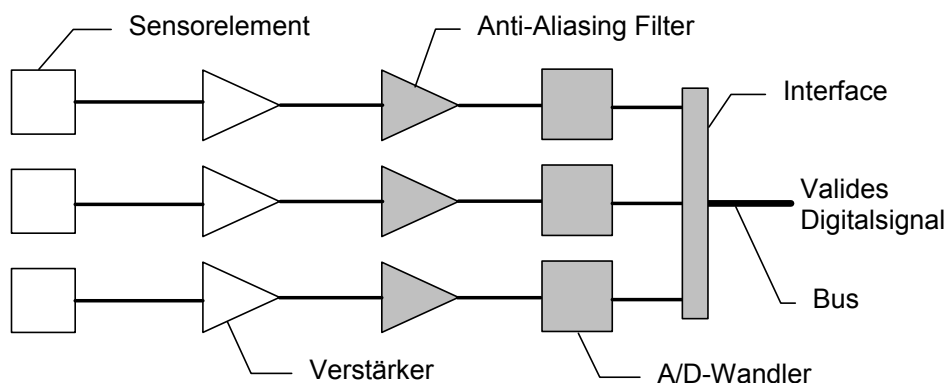 Sensorelement
Anti-Aliasing Filter
Interface
Valides
Digitalsignal
Bus
Verstärker
A/D-Wandler